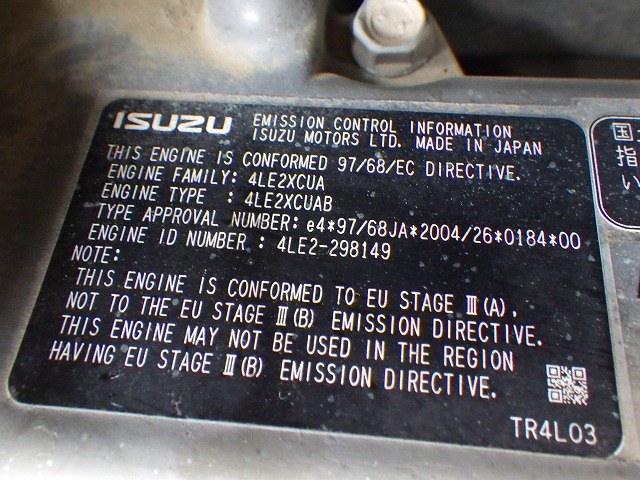 ISUZU
EMISSION CONTROL INFORMATION
ISUZU MOTORS LTD. MADE IN JAPAN
THIS ENGINE IS CONFORMED 97/68/EC DIRECTIVE.
ENGINE FAMILY: 4LE2XCUA
ENGINE TYPE : 4LE2XCUAB
TYPE APPROVAL NUMBER: e4*97/68JA*2004/26*0184*00
ENGINE ID NUMBER : 4LE2-298149
NOTE:
THIS ENGINE IS CONFORMED TO EU STAGE Ⅲ(A),
NOT TO THE EU STAGE Ⅲ(B) EMISSION DIRECTIVE.
THIS ENGINE MAY NOT BE USED IN THE REGION
HAVING EU STAGE Ⅲ(B) EMISSION DIRECTIVE.
TR4L03
国
指
い